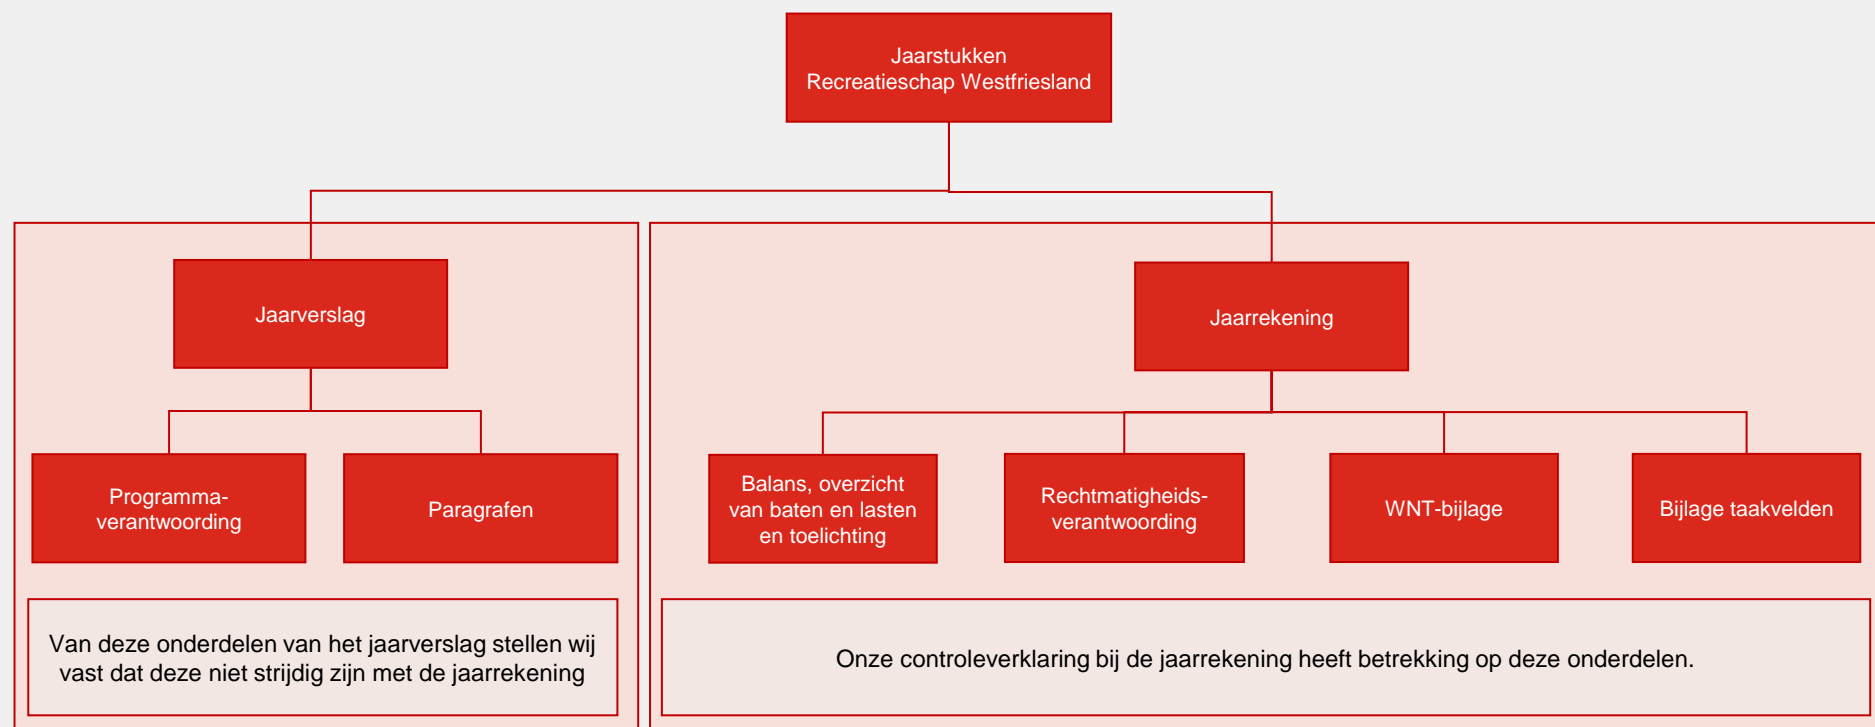 Jaarstukken
Recreatieschap Westfriesland
Jaarverslag
Jaarrekening
Programma-
verantwoording
Paragrafen
Balans, overzicht
van baten en lasten
en toelichting
Rechtmatigheids-
verantwoording
WNT-bijlage
Bijlage taakvelden
Van deze onderdelen van het jaarverslag stellen wij
vast dat deze niet strijdig zijn met de jaarrekening
Onze controleverklaring bij de jaarrekening heeft betrekking op deze onderdelen.